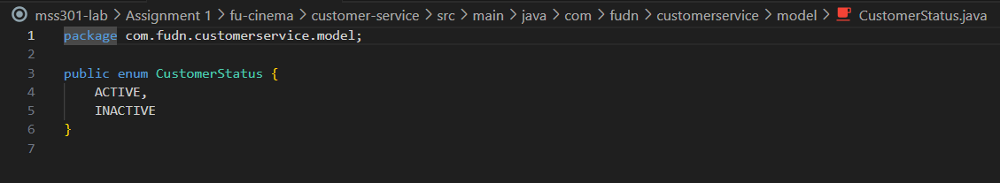 mss301-lab > Assignment 1 > fu-cinema > customer-service > src > main > java > com > fudn > customerservice > model > CustomerStatus.java
1 package com.fudn.customerservice.model;
2
3 public enum CustomerStatus {
4     ACTIVE,
5     INACTIVE
6 }
7